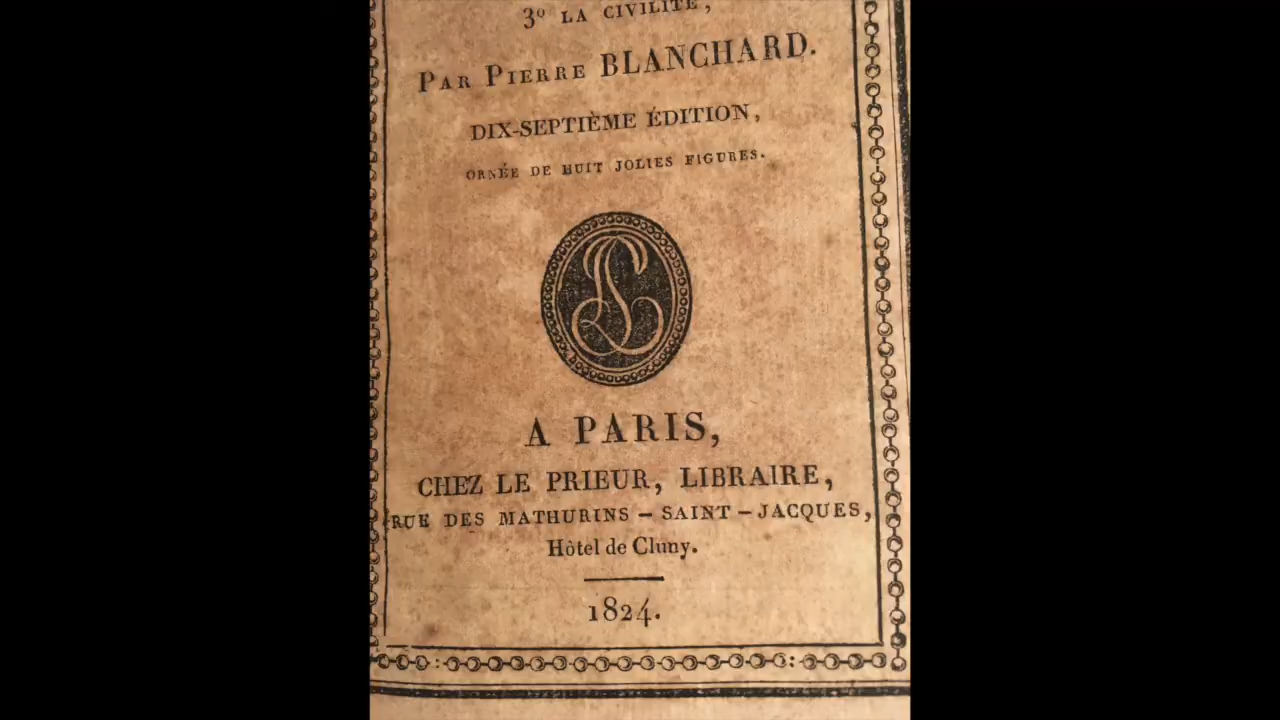 3º LA CIVILITÉ,
PAR PIERRE BLANCHARD.
DIX-SEPTIÈME ÉDITION,
ORNÉE DE HUIT JOLIES FIGURES.
A PARIS,
CHEZ LE PRIEUR, LIBRAIRE,
RUE DES MATHURINS – SAINT – JACQUES,
Hôtel de Cluny.
1824.